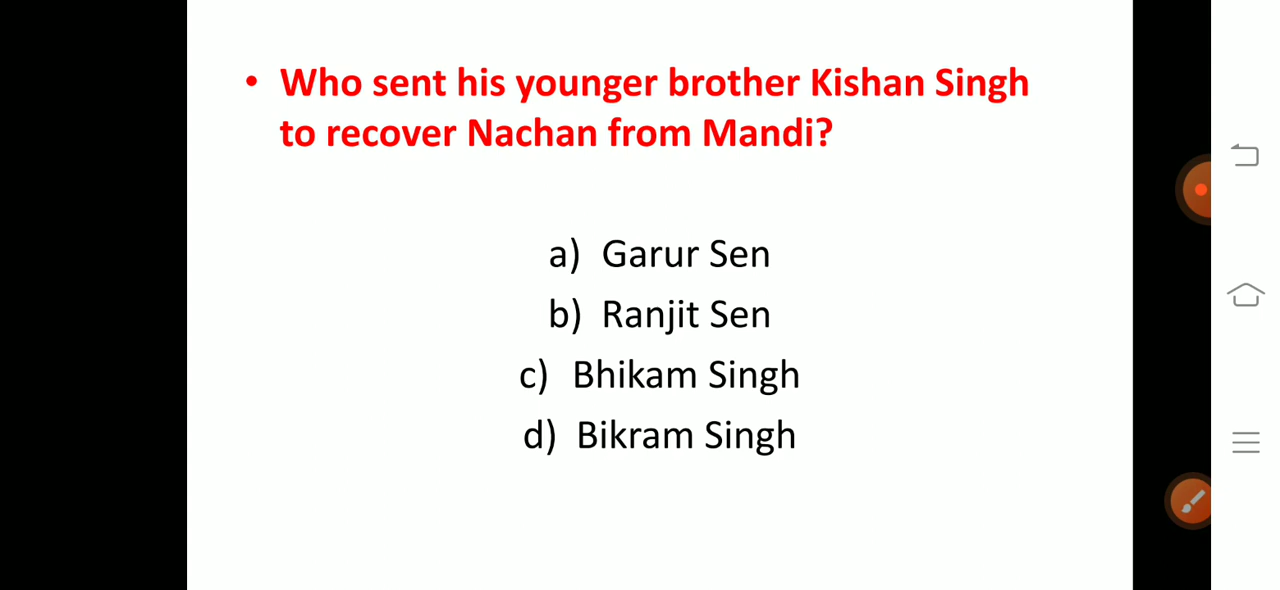 • Who sent his younger brother Kishan Singh
to recover Nachan from Mandi?
a) Garur Sen
b) Ranjit Sen
c) Bhikam Singh
d) Bikram Singh